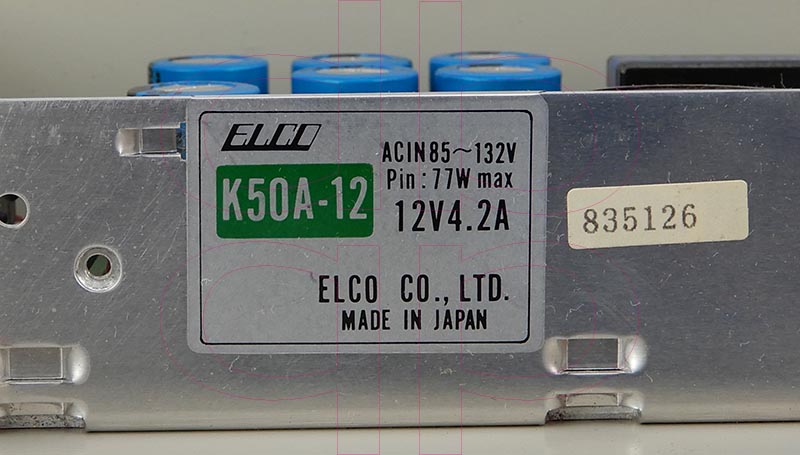 ELCO
K50A-12
ACIN85～132V
Pin : 77W max
12V4.2A
ELCO CO., LTD.
MADE IN JAPAN
835126